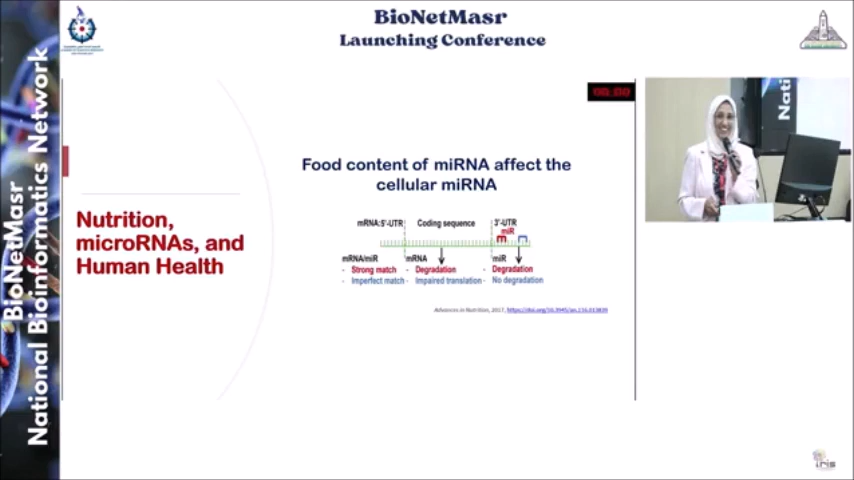 BioNetMasr
Launching Conference
BioNetMasr
National Bioinformatics Network
Nutrition,
microRNAs, and
Human Health
Food content of miRNA affect the
cellular miRNA
mRNA:5'-UTR Coding sequence 3'-UTR
miR
mRNA/miR mRNA miR
- Strong match - Degradation - Degradation
- Imperfect match - Impaired translation - No degradation
Advances in Nutrition, 2017,
Nati
iris